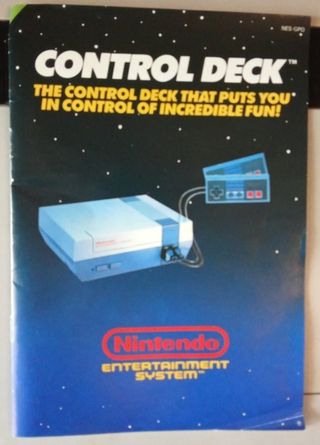 NES-GPO
CONTROL DECK™
THE CONTROL DECK THAT PUTS YOU
IN CONTROL OF INCREDIBLE FUN!
Nintendo
ENTERTAINMENT
SYSTEM™